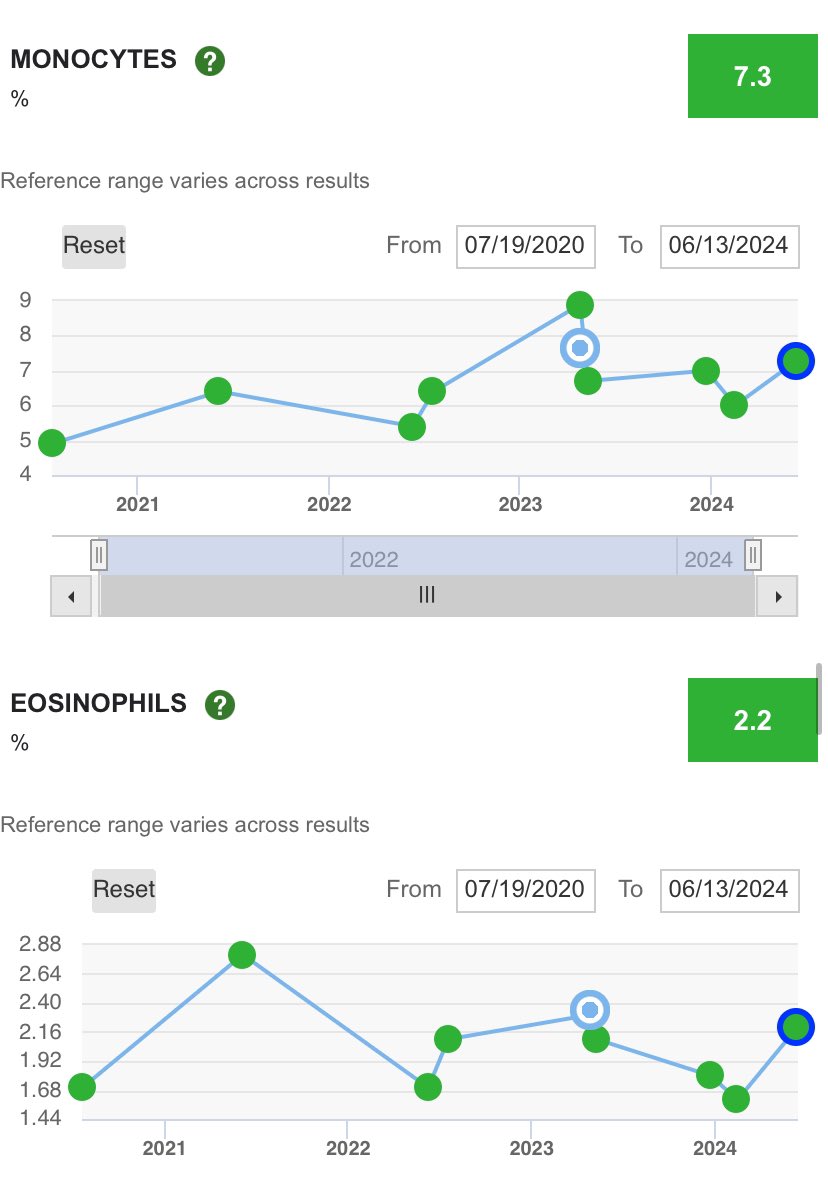 MONOCYTES ?
%
7.3
Reference range varies across results
Reset From 07/19/2020 To 06/13/2024
9
8
7
6
5
4
2021 2022 2023 2024
2022 2024
EOSINOPHILS ?
%
2.2
Reference range varies across results
Reset From 07/19/2020 To 06/13/2024
2.88
2.64
2.40
2.16
1.92
1.68
1.44
2021 2022 2023 2024